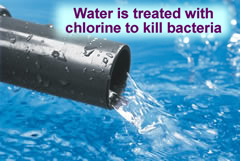 Water is treated with
chlorine to kill bacteria